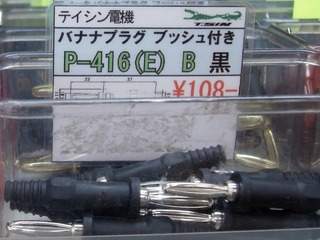 テイシン電機
TSIN
バナナプラグ ブッシュ付き
P-416(E) B 黒
¥108-